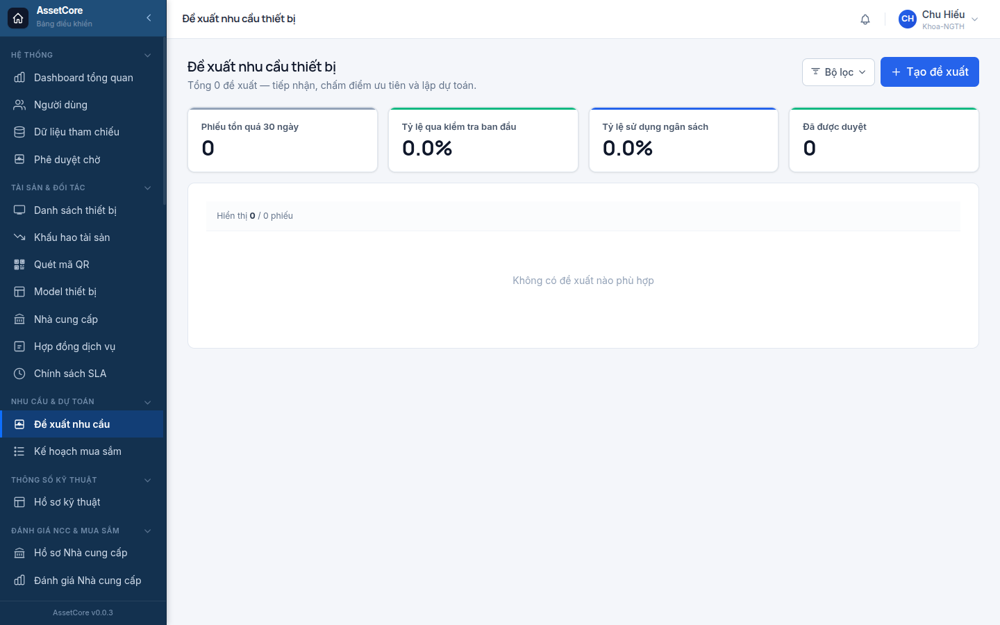 AssetCore
Bảng điều khiển
HỆ THỐNG
Dashboard tổng quan
Người dùng
Dữ liệu tham chiếu
Phê duyệt chờ
TÀI SẢN & ĐỐI TÁC
Danh sách thiết bị
Khấu hao tài sản
Quét mã QR
Model thiết bị
Nhà cung cấp
Hợp đồng dịch vụ
Chính sách SLA
NHU CẦU & DỰ TOÁN
Đề xuất nhu cầu
Kế hoạch mua sắm
THÔNG SỐ KỸ THUẬT
Hồ sơ kỹ thuật
ĐÁNH GIÁ NCC & MUA SẮM
Hồ sơ Nhà cung cấp
Đánh giá Nhà cung cấp
AssetCore v0.0.3
Đề xuất nhu cầu thiết bị
CH
Chu Hiếu
Khoa-NGTH
Đề xuất nhu cầu thiết bị
Tổng 0 đề xuất — tiếp nhận, chấm điểm ưu tiên và lập dự toán.
Bộ lọc
Tạo đề xuất
Phiếu tồn quá 30 ngày
0
Tỷ lệ qua kiểm tra ban đầu
0.0%
Tỷ lệ sử dụng ngân sách
0.0%
Đã được duyệt
0
Hiển thị 0 / 0 phiếu
Không có đề xuất nào phù hợp